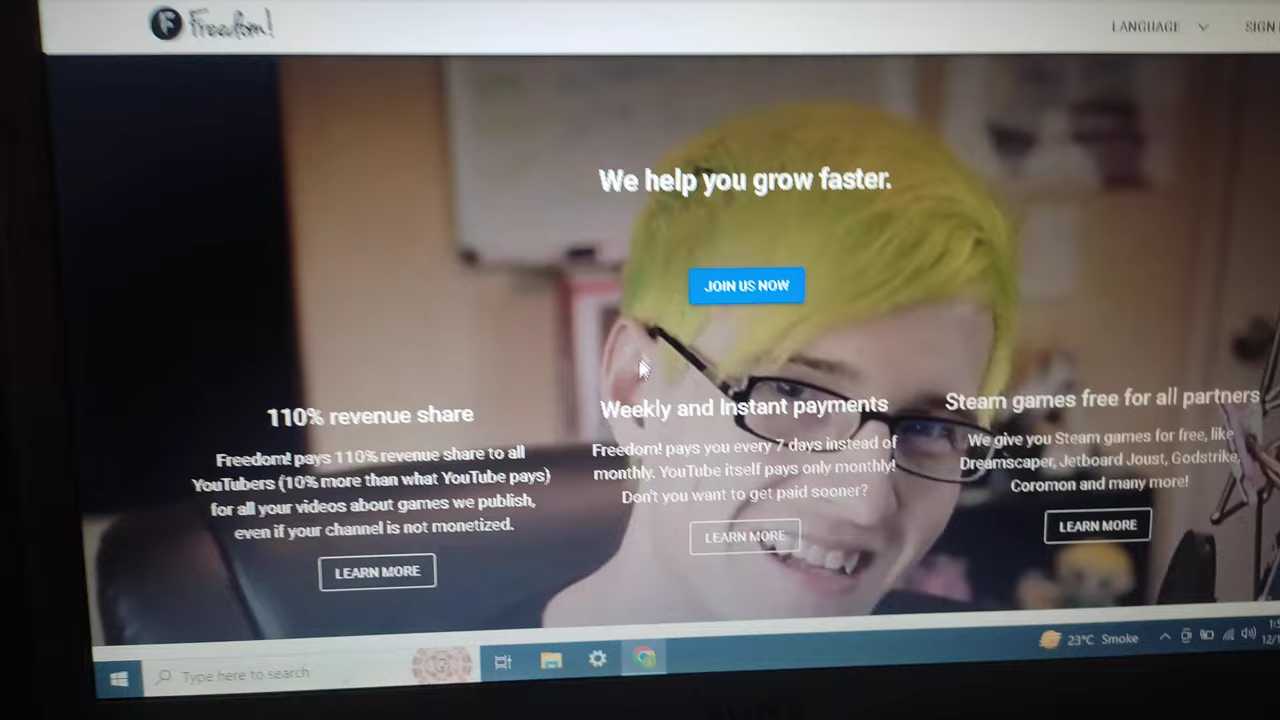 Freedom!
LANGUAGE
SIGN
We help you grow faster.
JOIN US NOW
110% revenue share
Freedom! pays 110% revenue share to all
YouTubers (10% more than what YouTube pays)
for all your videos about games we publish,
even if your channel is not monetized.
LEARN MORE
Weekly and Instant payments
Freedom! pays you every 7 days instead of
monthly. YouTube itself pays only monthly!
Don't you want to get paid sooner?
LEARN MORE
Steam games free for all partners
We give you Steam games for free, like
Dreamscaper, Jetboard Joust, Godstrike,
Coromon and many more!
LEARN MORE
Type here to search
23°C Smoke